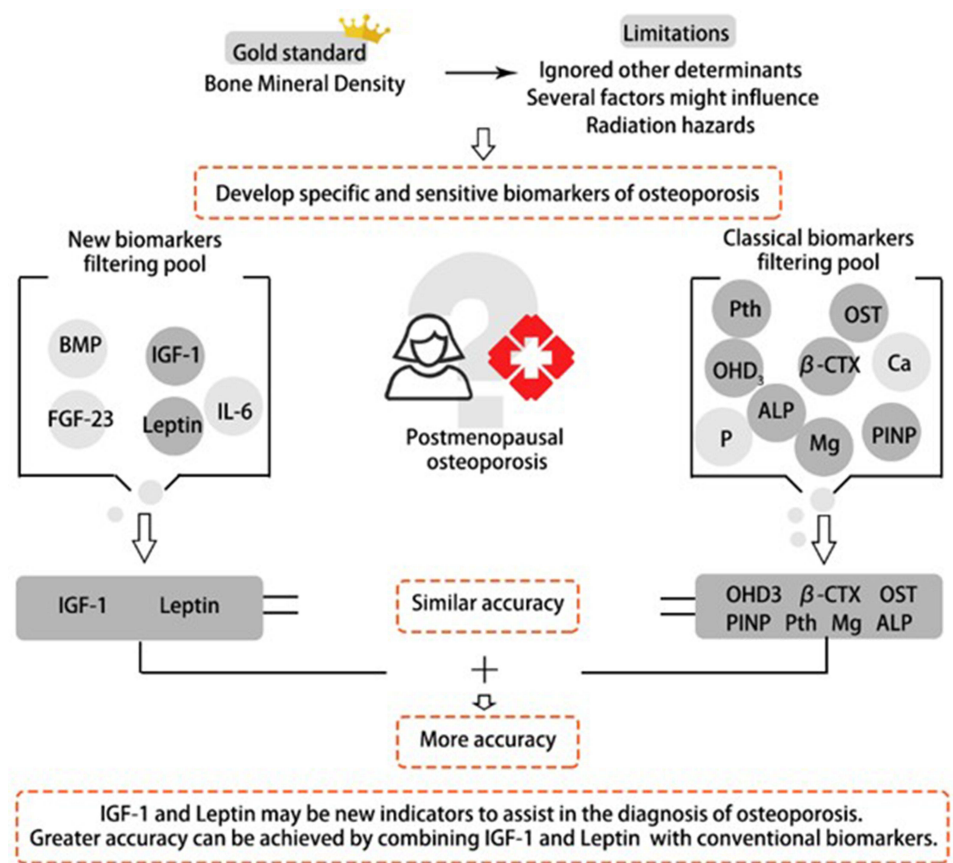 Gold standard
Bone Mineral Density
Limitations
Ignored other determinants
Several factors might influence
Radiation hazards
Develop specific and sensitive biomarkers of osteoporosis
New biomarkers
filtering pool
BMP
IGF-1
FGF-23
Leptin
IL-6
?
Postmenopausal
osteoporosis
Classical biomarkers
filtering pool
Pth
OST
OHD₃
β-CTX
Ca
ALP
P
Mg
PINP
IGF-1 Leptin
Similar accuracy
OHD3 β-CTX OST
PINP Pth Mg ALP
+
More accuracy
IGF-1 and Leptin may be new indicators to assist in the diagnosis of osteoporosis.
Greater accuracy can be achieved by combining IGF-1 and Leptin with conventional biomarkers.